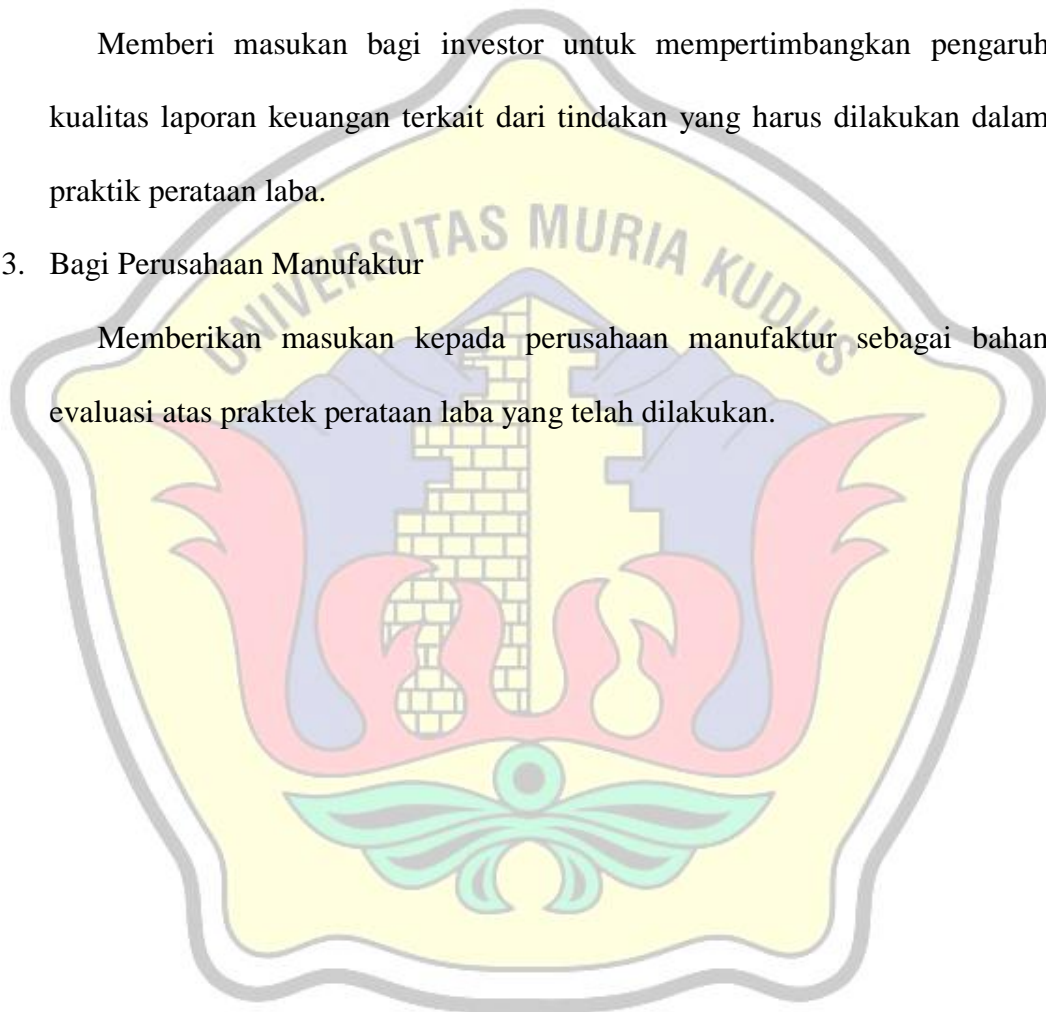 Memberi masukan bagi investor untuk mempertimbangkan pengaruh
kualitas laporan keuangan terkait dari tindakan yang harus dilakukan dalam
praktik perataan laba.
UNIVERSITAS MURIA KUDUS
3. Bagi Perusahaan Manufaktur
Memberikan masukan kepada perusahaan manufaktur sebagai bahan
evaluasi atas praktek perataan laba yang telah dilakukan.